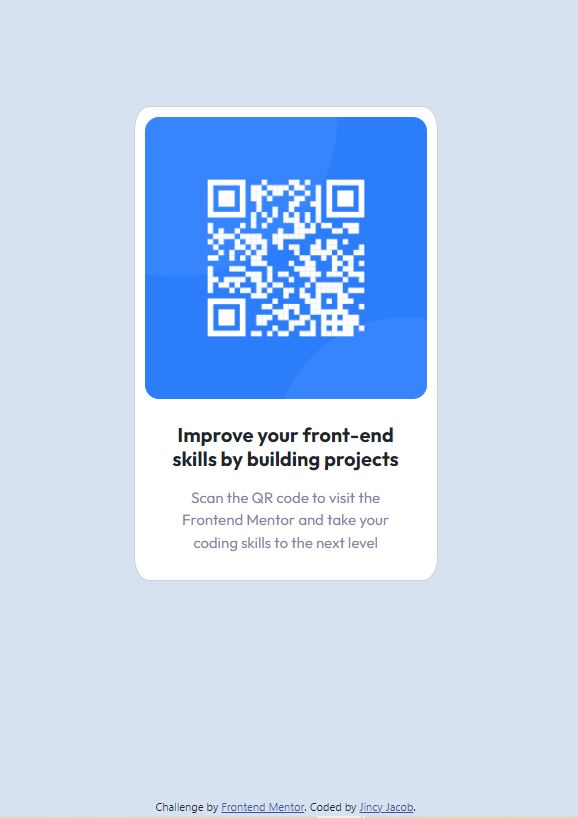 Improve your front-end
skills by building projects
Scan the QR code to visit the
Frontend Mentor and take your
coding skills to the next level
Challenge by Frontend Mentor. Coded by Jincy Jacob.